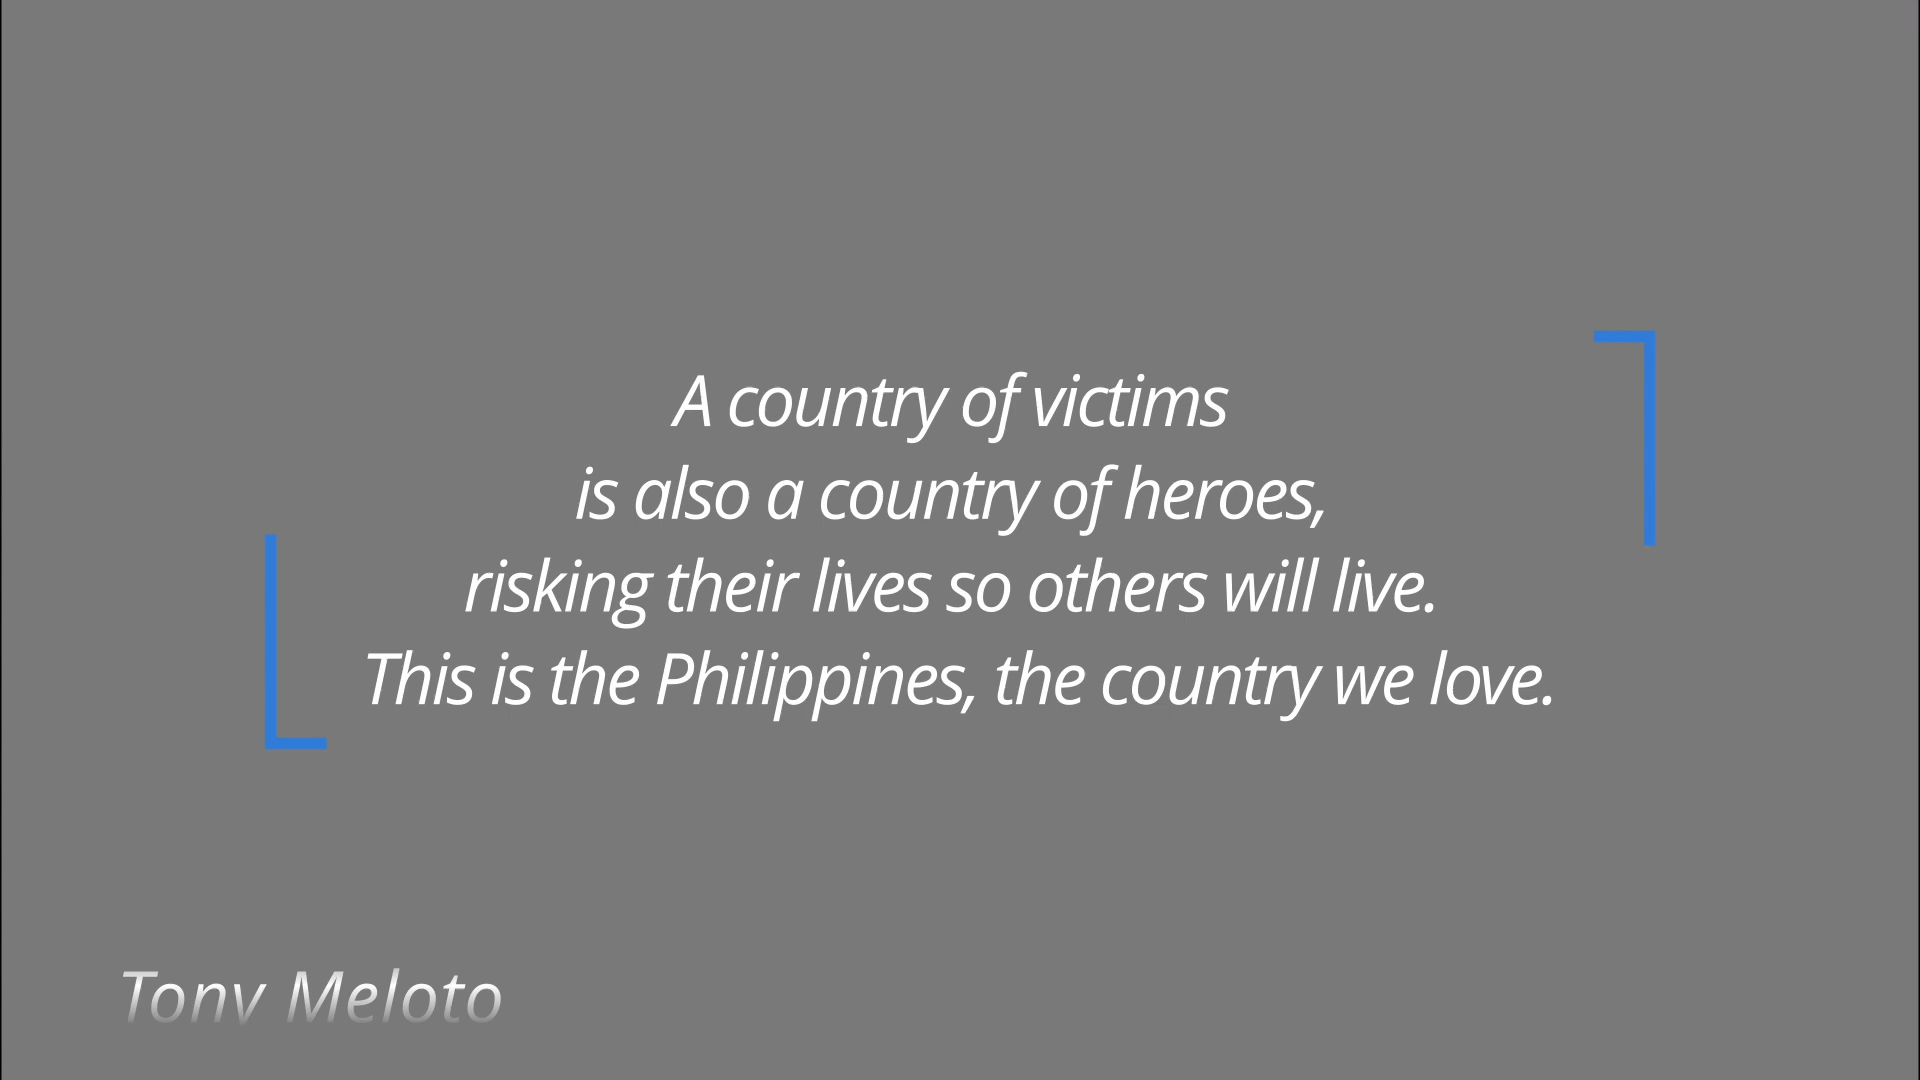 A country of victims
is also a country of heroes,
risking their lives so others will live.
This is the Philippines, the country we love.
Tony Meloto